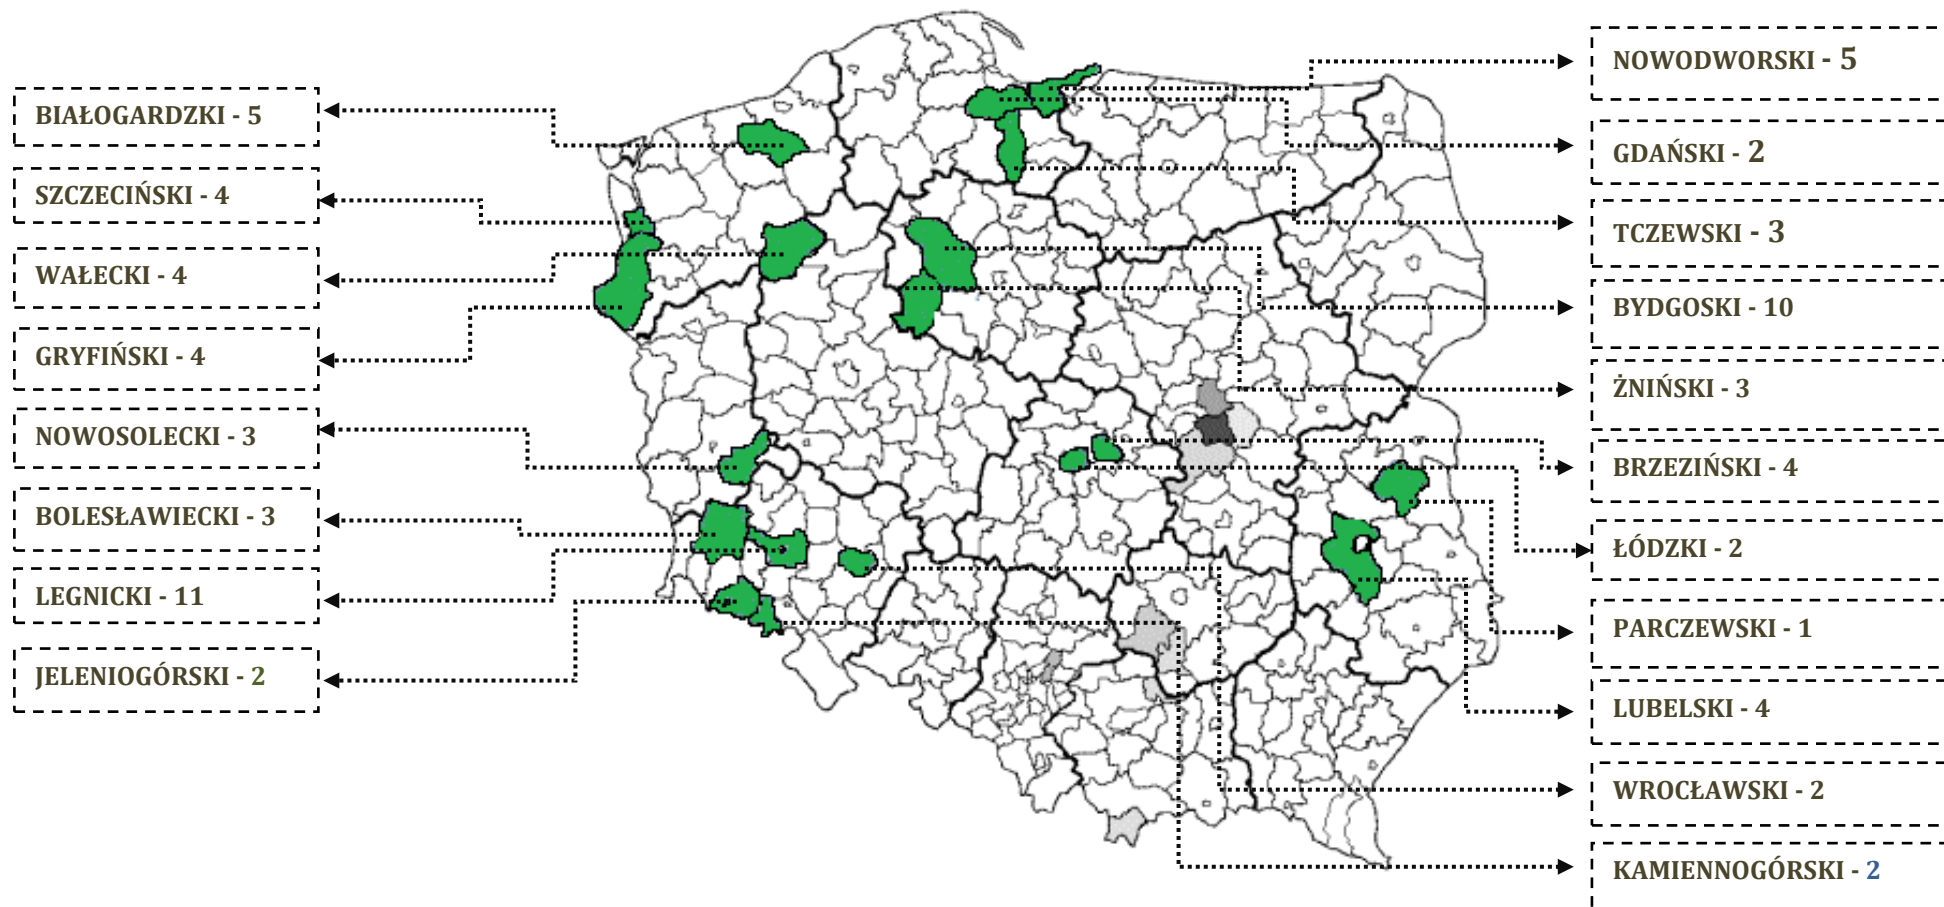 BIAŁOGARDZKI - 5
SZCZECIŃSKI - 4
WAŁECKI - 4
GRYFIŃSKI - 4
NOWOSOLECKI - 3
BOLESŁAWIECKI - 3
LEGNICKI - 11
JELENIOGÓRSKI - 2
NOWODWORSKI - 5
GDAŃSKI - 2
TCZEWSKI - 3
BYDGOSKI - 10
ŻNIŃSKI - 3
BRZEZIŃSKI - 4
ŁÓDZKI - 2
PARCZEWSKI - 1
LUBELSKI - 4
WROCŁAWSKI - 2
KAMIENNOGÓRSKI - 2